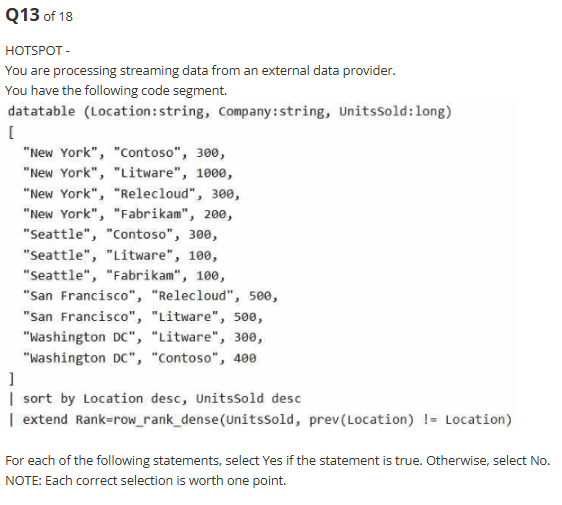 Q13 of 18
HOTSPOT -
You are processing streaming data from an external data provider.
You have the following code segment.
datatable (Location:string, Company:string, UnitsSold:long)
[
"New York", "Contoso", 300,
"New York", "Litware", 1000,
"New York", "Relecloud", 300,
"New York", "Fabrikam", 200,
"Seattle", "Contoso", 300,
"Seattle", "Litware", 100,
"Seattle", "Fabrikam", 100,
"San Francisco", "Relecloud", 500,
"San Francisco", "Litware", 500,
"Washington DC", "Litware", 300,
"Washington DC", "Contoso", 400
]
| sort by Location desc, UnitsSold desc
| extend Rank=row_rank_dense(UnitsSold, prev(Location) != Location)
For each of the following statements, select Yes if the statement is true. Otherwise, select No.
NOTE: Each correct selection is worth one point.